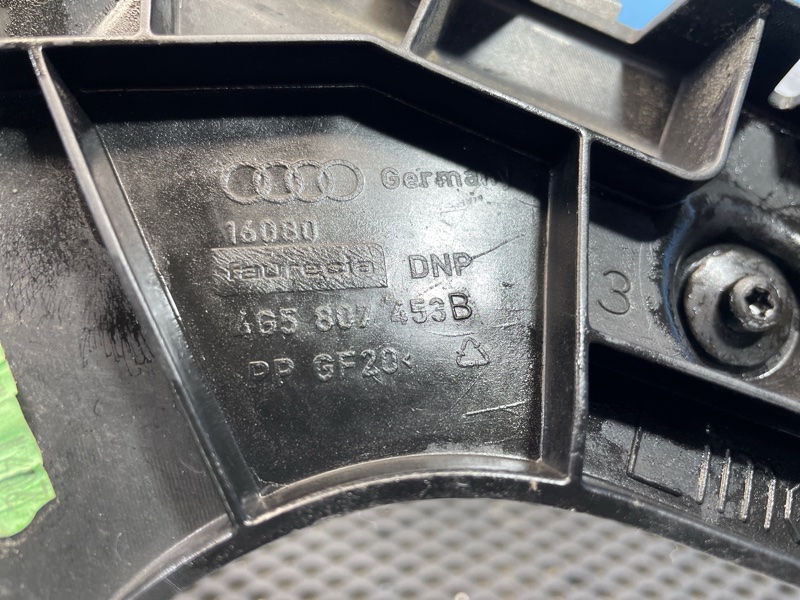 Germany
16080
faurecia DNP
4G5 807 453B
3
PP GF20<